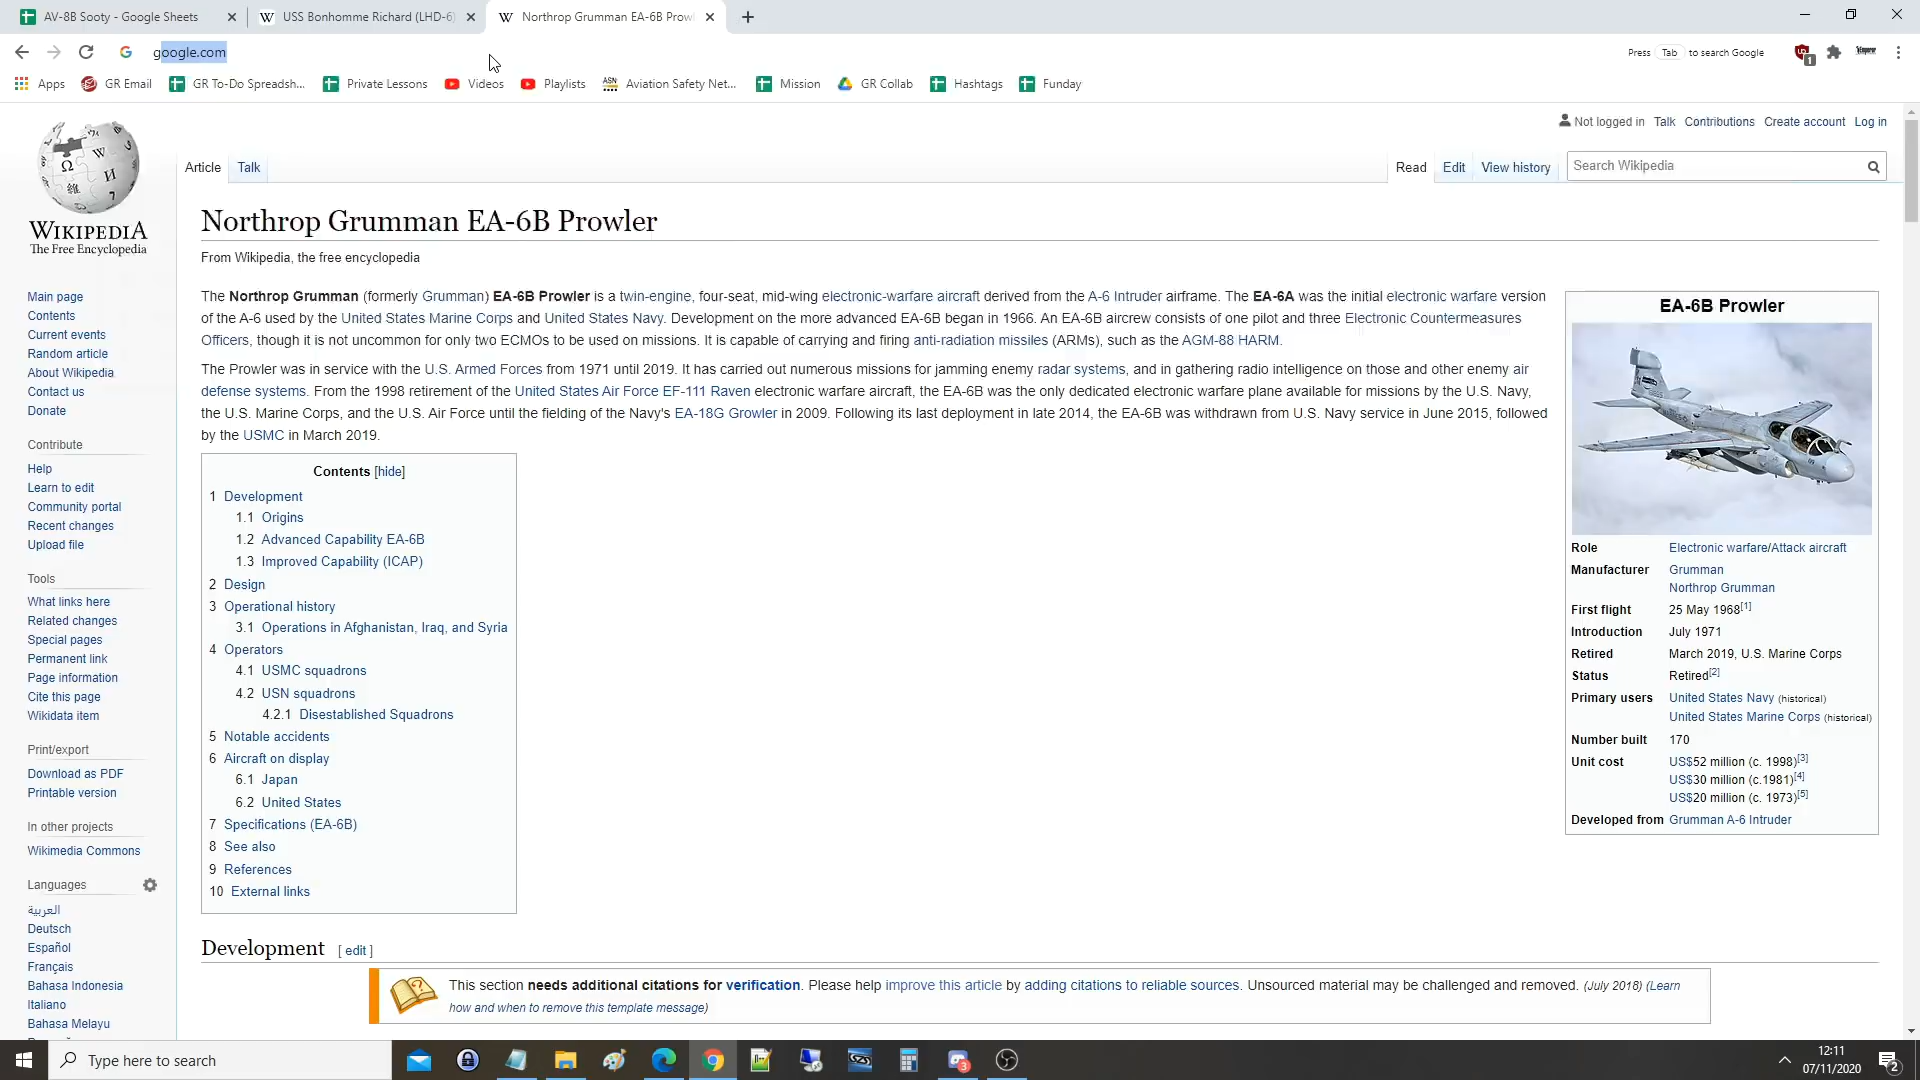 AV-8B Sooty - Google Sheets
USS Bonhomme Richard (LHD-6)
Northrop Grumman EA-6B Prowl
google.com
Press Tab to search Google
1
Apps GR Email GR To-Do Spreadsh... Private Lessons Videos Playlists ASN Aviation Safety Net... Mission GR Collab Hashtags Funday
Not logged in Talk Contributions Create account Log in
Article Talk
Read Edit View history
Search Wikipedia
WIKIPEDIA
The Free Encyclopedia
Main page
Contents
Current events
Random article
About Wikipedia
Contact us
Donate
Contribute
Help
Learn to edit
Community portal
Recent changes
Upload file
Tools
What links here
Related changes
Special pages
Permanent link
Page information
Cite this page
Wikidata item
Print/export
Download as PDF
Printable version
In other projects
Wikimedia Commons
Languages
العربية
Deutsch
Español
Français
Bahasa Indonesia
Italiano
Bahasa Melayu
Northrop Grumman EA-6B Prowler
From Wikipedia, the free encyclopedia
The Northrop Grumman (formerly Grumman) EA-6B Prowler is a twin-engine, four-seat, mid-wing electronic-warfare aircraft derived from the A-6 Intruder airframe. The EA-6A was the initial electronic warfare version
of the A-6 used by the United States Marine Corps and United States Navy. Development on the more advanced EA-6B began in 1966. An EA-6B aircrew consists of one pilot and three Electronic Countermeasures
Officers, though it is not uncommon for only two ECMOs to be used on missions. It is capable of carrying and firing anti-radiation missiles (ARMs), such as the AGM-88 HARM.
The Prowler was in service with the U.S. Armed Forces from 1971 until 2019. It has carried out numerous missions for jamming enemy radar systems, and in gathering radio intelligence on those and other enemy air
defense systems. From the 1998 retirement of the United States Air Force EF-111 Raven electronic warfare aircraft, the EA-6B was the only dedicated electronic warfare plane available for missions by the U.S. Navy,
the U.S. Marine Corps, and the U.S. Air Force until the fielding of the Navy's EA-18G Growler in 2009. Following its last deployment in late 2014, the EA-6B was withdrawn from U.S. Navy service in June 2015, followed
by the USMC in March 2019.
Contents [hide]
1 Development
1.1 Origins
1.2 Advanced Capability EA-6B
1.3 Improved Capability (ICAP)
2 Design
3 Operational history
3.1 Operations in Afghanistan, Iraq, and Syria
4 Operators
4.1 USMC squadrons
4.2 USN squadrons
4.2.1 Disestablished Squadrons
5 Notable accidents
6 Aircraft on display
6.1 Japan
6.2 United States
7 Specifications (EA-6B)
8 See also
9 References
10 External links
EA-6B Prowler
Role Electronic warfare/Attack aircraft
Manufacturer Grumman
Northrop Grumman
First flight 25 May 1968[1]
Introduction July 1971
Retired March 2019, U.S. Marine Corps
Status Retired[2]
Primary users United States Navy (historical)
United States Marine Corps (historical)
Number built 170
Unit cost US$52 million (c. 1998)[3]
US$30 million (c.1981)[4]
US$20 million (c. 1973)[5]
Developed from Grumman A-6 Intruder
Development [ edit ]
This section needs additional citations for verification. Please help improve this article by adding citations to reliable sources. Unsourced material may be challenged and removed. (July 2018) (Learn
how and when to remove this template message)
Type here to search
3
12:11
07/11/2020
2